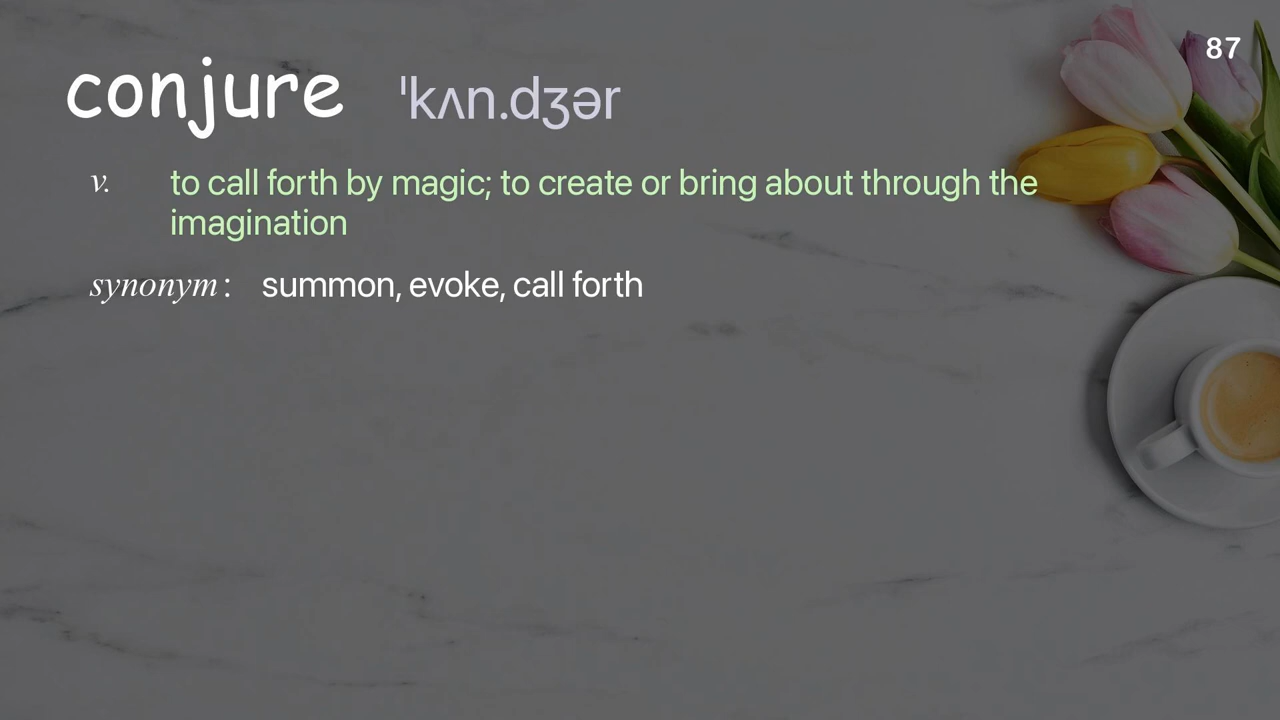 87
conjure ˈkʌn.dʒər
v. to call forth by magic; to create or bring about through the
imagination
synonym : summon, evoke, call forth